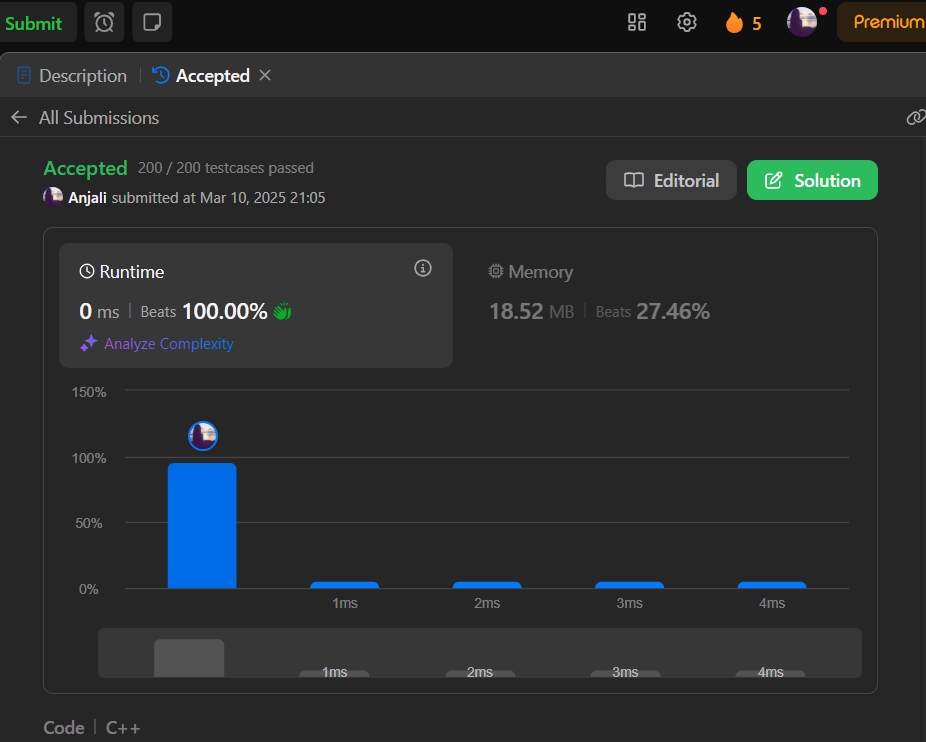 Submit 5 Premium
Description Accepted
All Submissions
Accepted 200 / 200 testcases passed
Anjali submitted at Mar 10, 2025 21:05
Editorial Solution
Runtime
0 ms Beats 100.00%
Analyze Complexity
Memory
18.52 MB Beats 27.46%
150%
100%
50%
0%
1ms 2ms 3ms 4ms
1ms 2ms 3ms 4ms
Code C++